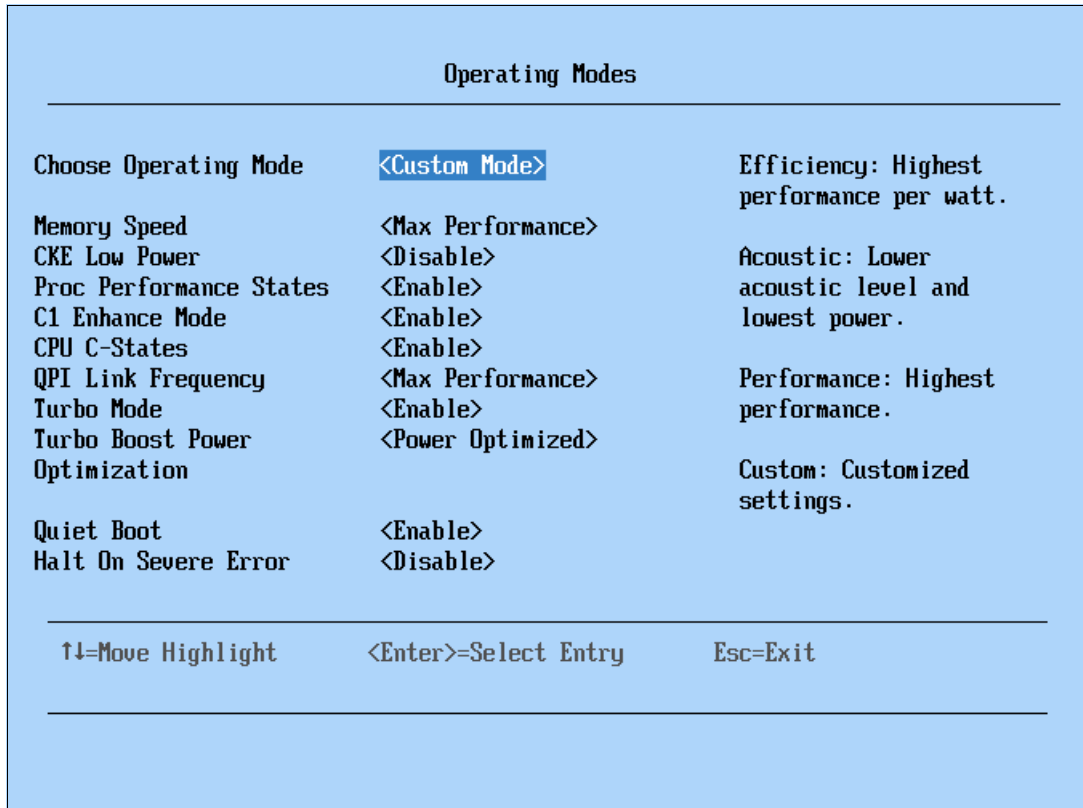 Operating Modes
Choose Operating Mode <Custom Mode> Efficiency: Highest
performance per watt.
Memory Speed <Max Performance>
CKE Low Power <Disable> Acoustic: Lower
Proc Performance States <Enable> acoustic level and
C1 Enhance Mode <Enable> lowest power.
CPU C-States <Enable>
QPI Link Frequency <Max Performance> Performance: Highest
Turbo Mode <Enable> performance.
Turbo Boost Power <Power Optimized>
Optimization Custom: Customized
settings.
Quiet Boot <Enable>
Halt On Severe Error <Disable>
↑↓=Move Highlight <Enter>=Select Entry Esc=Exit